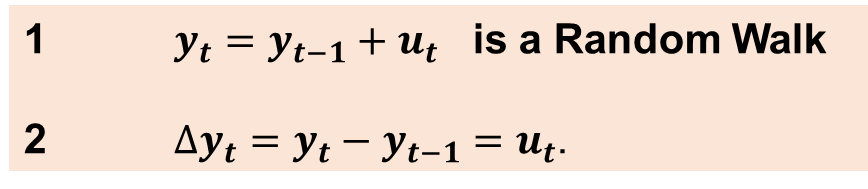 1 yₜ = yₜ₋₁ + uₜ is a Random Walk
2 Δyₜ = yₜ − yₜ₋₁ = uₜ.